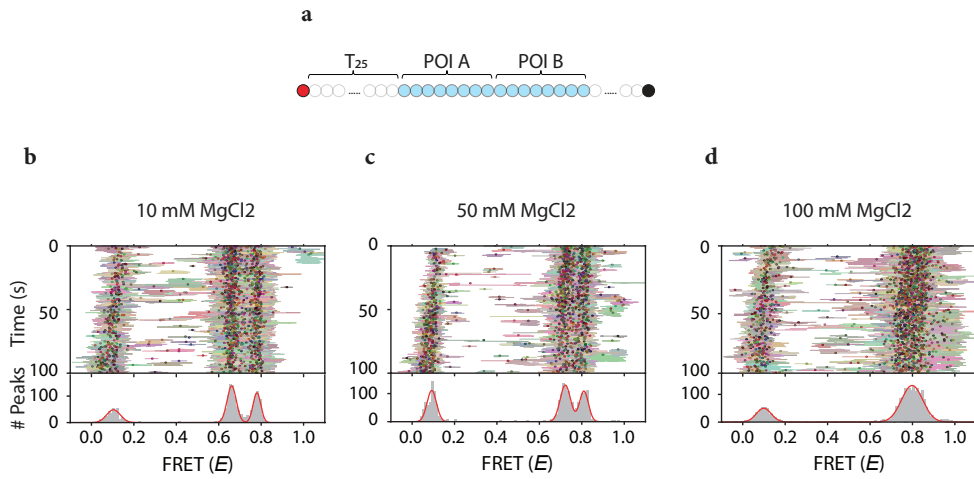 a
T₂₅ POI A POI B
..... .....
b c d
10 mM MgCl2 50 mM MgCl2 100 mM MgCl2
Time (s)
0 50 100
0 50 100
0 50 100
# Peaks
100 0
100 0
100 0
0.0 0.2 0.4 0.6 0.8 1.0
0.0 0.2 0.4 0.6 0.8 1.0
0.0 0.2 0.4 0.6 0.8 1.0
FRET (E) FRET (E) FRET (E)